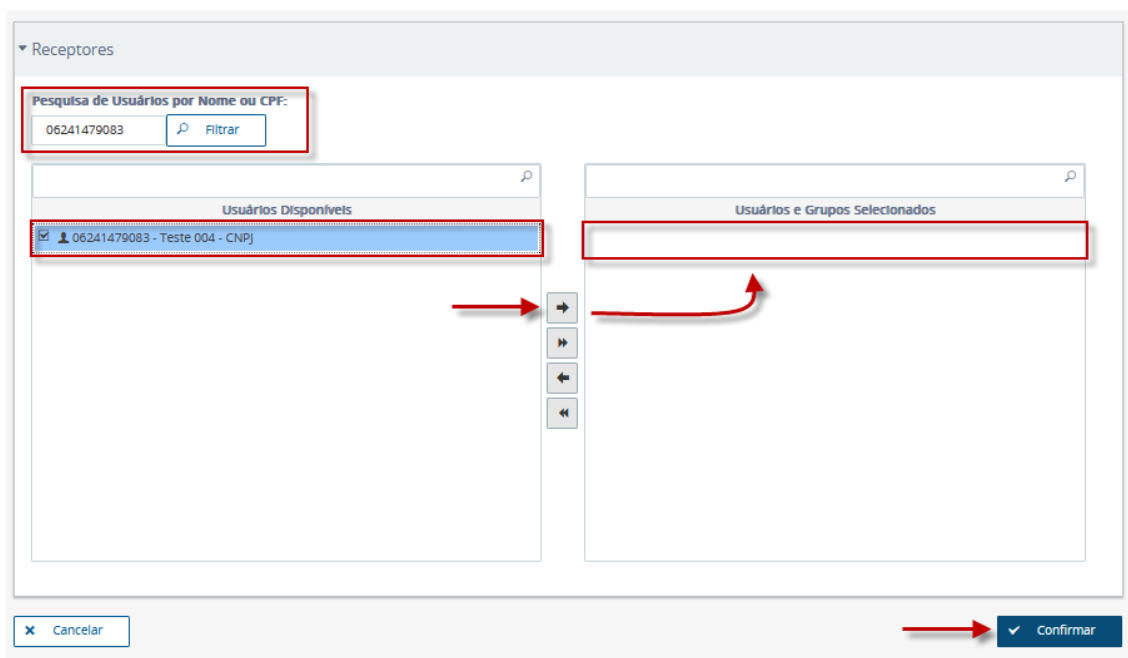 Receptores
Pesquisa de Usuários por Nome ou CPF:
06241479083 Filtrar
Usuários Disponíveis Usuários e Grupos Selecionados
06241479083 - Teste 004 - CNPJ
Cancelar Confirmar